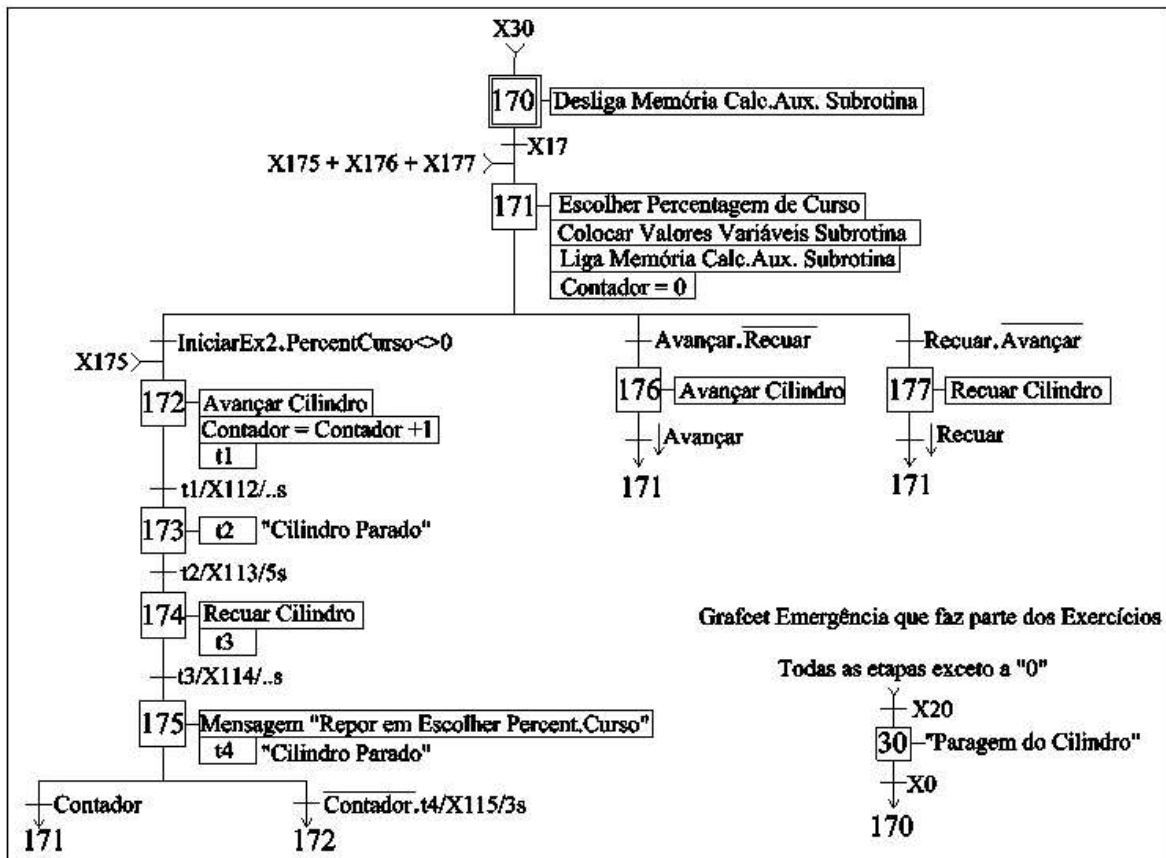 X30
170
Desliga Memória Calc.Aux. Subrotina
X17
X175 + X176 + X177
171
Escolher Percentagem de Curso
Colocar Valores Variáveis Subrotina
Liga Memória Calc.Aux. Subrotina
Contador = 0
IniciarEx2.PercentCurso<>0
Avançar.Recuar
Recuar.Avançar
X175
172
Avançar Cilindro
Contador = Contador +1
t1
176
Avançar Cilindro
177
Recuar Cilindro
Avançar
Recuar
171
171
t1/X112/..s
173
t2 "Cilindro Parado"
t2/X113/5s
174
Recuar Cilindro
t3
t3/X114/..s
175
Mensagem "Repor em Escolher Percent.Curso"
t4 "Cilindro Parado"
Contador
Contador.t4/X115/3s
171
172
Grafcet Emergência que faz parte dos Exercícios
Todas as etapas exceto a "0"
X20
30
"Paragem do Cilindro"
X0
170